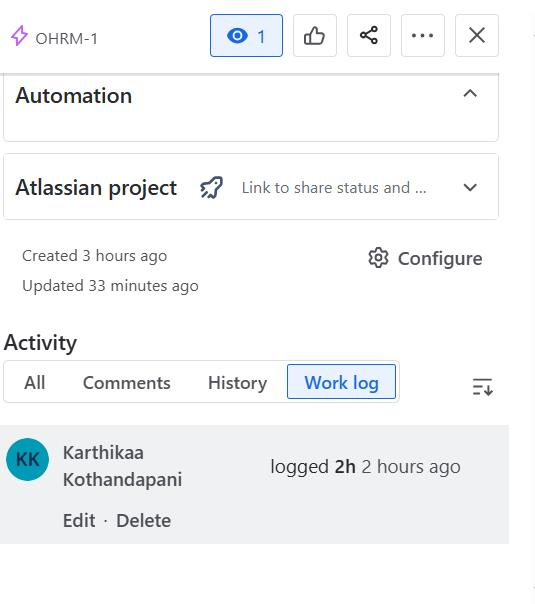 OHRM-1
1
Automation
Atlassian project
Link to share status and ...
Created 3 hours ago
Configure
Updated 33 minutes ago
Activity
All
Comments
History
Work log
KK
Karthikaa
Kothandapani
logged 2h 2 hours ago
Edit · Delete